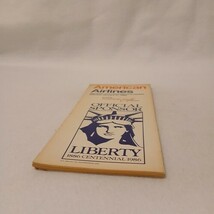 American
Airlines
OFFICIAL
SPONSOR
LIBERTY
1886 CENTENNIAL 1986